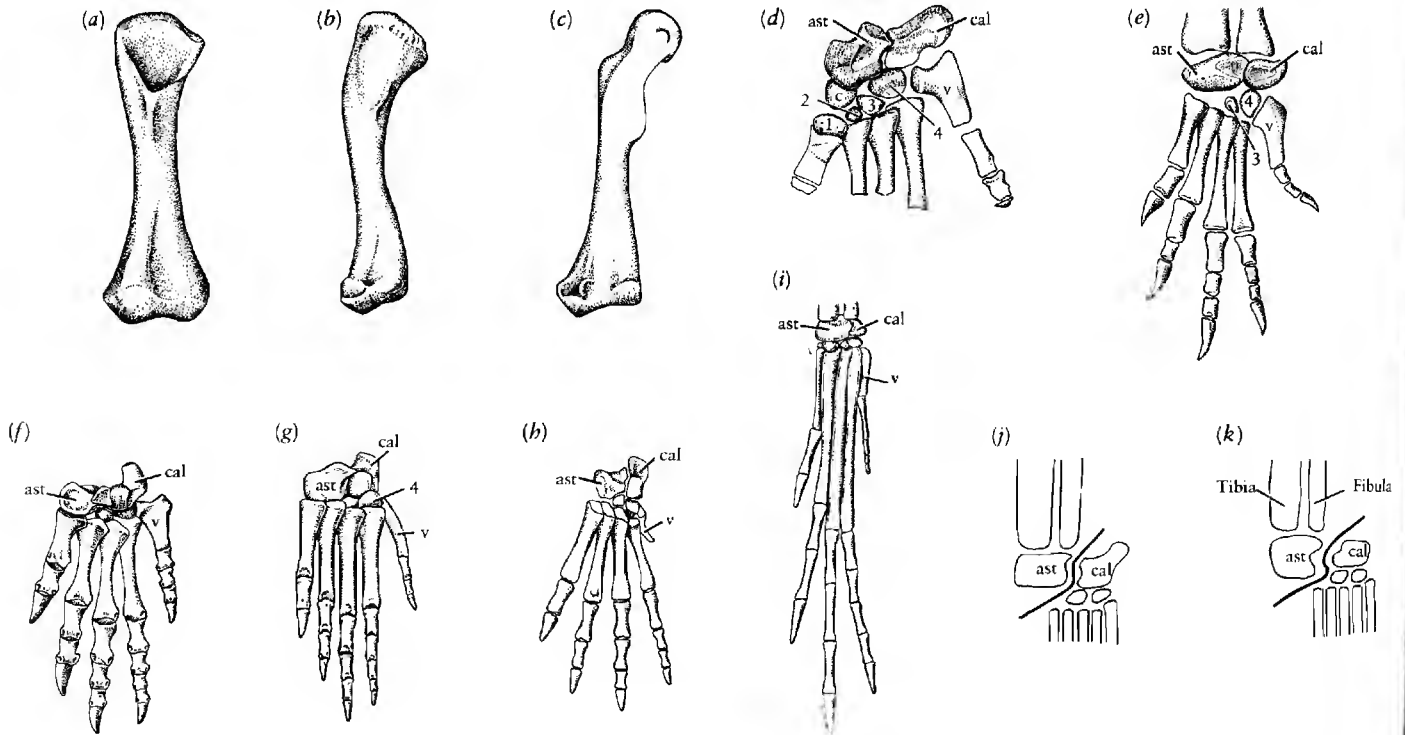 (a)
(b)
(c)
(d)
ast
cal
c
2
3
v
1
4
(e)
ast
cal
4
v
3
(f)
ast
cal
v
(g)
cal
ast
4
v
(h)
cal
ast
v
(i)
ast
cal
v
(j)
ast
cal
(k)
Tibia
Fibula
ast
cal